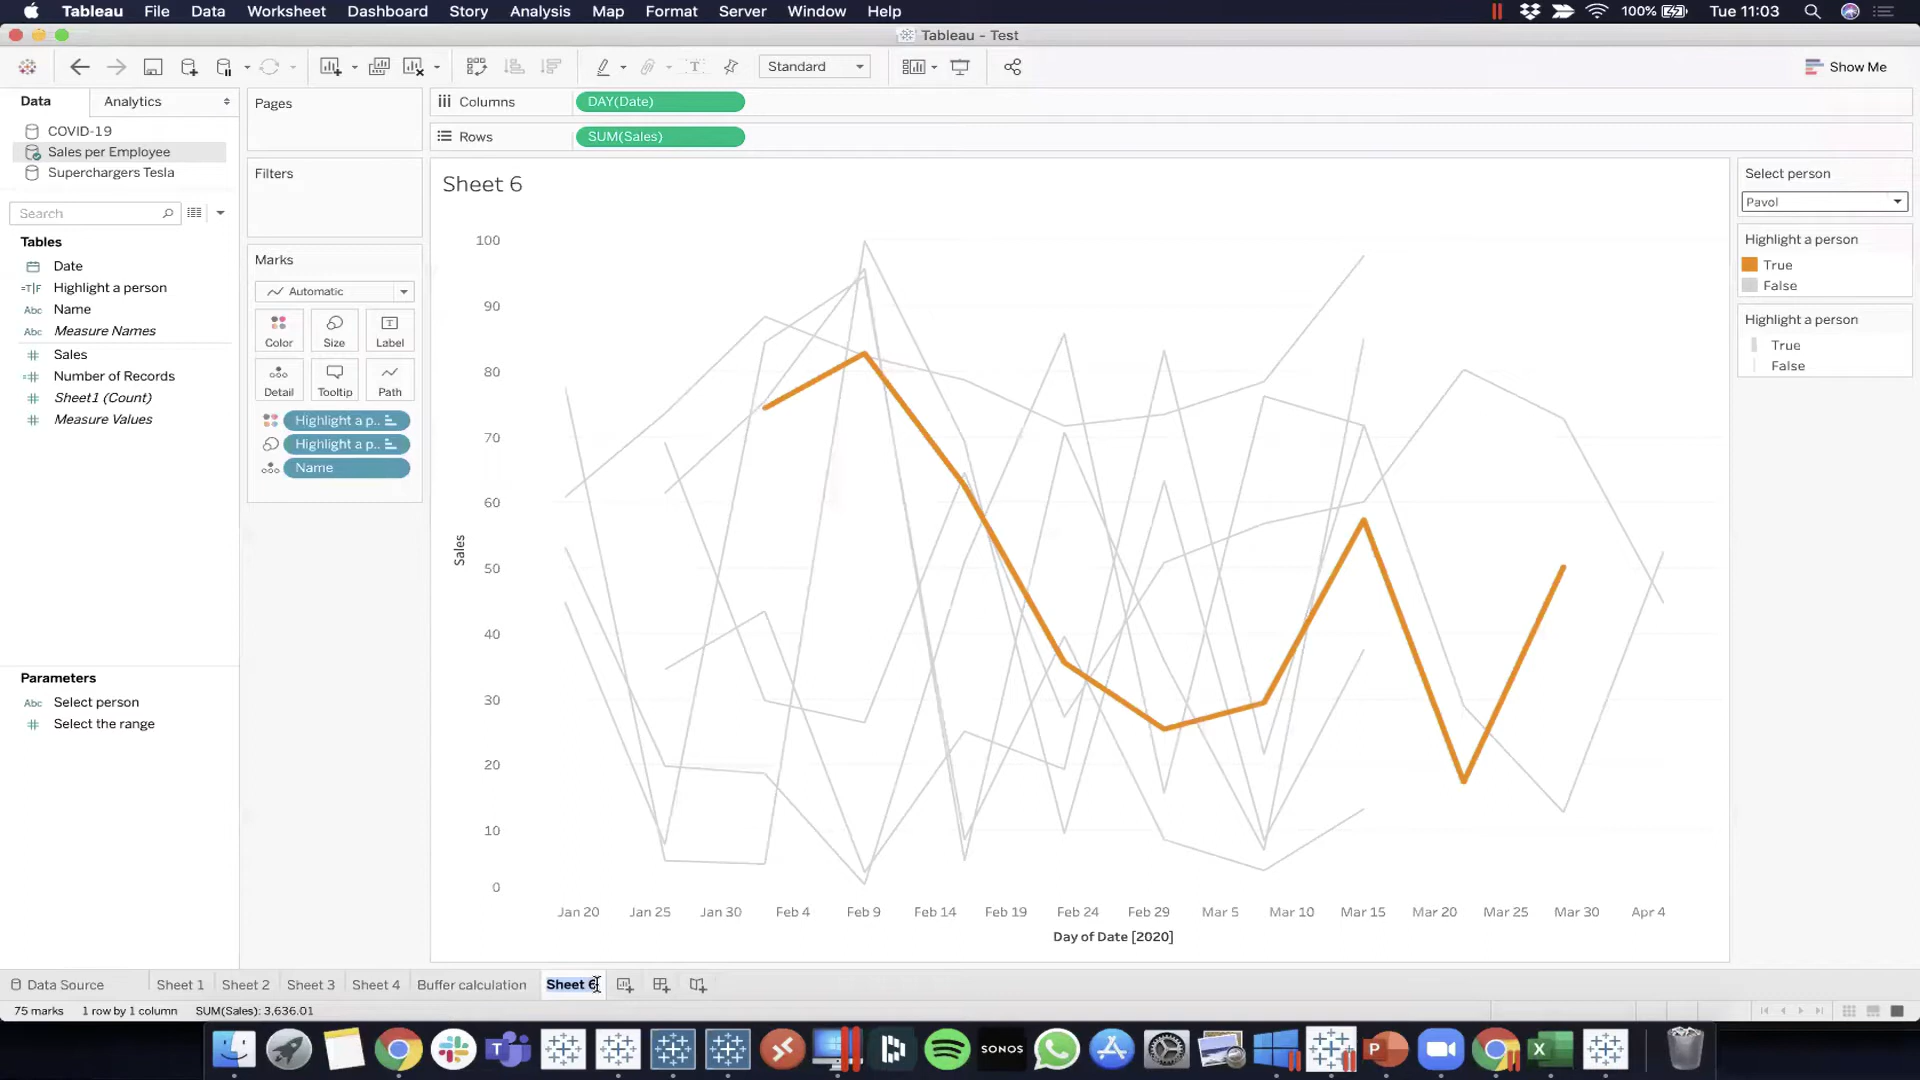 Tableau File Data Worksheet Dashboard Story Analysis Map Format Server Window Help 100% Tue 11:03
Tableau - Test
Standard
Show Me
Data Analytics
COVID-19
Sales per Employee
Superchargers Tesla
Search
Tables
Date
=T|F Highlight a person
Abc Name
Abc Measure Names
# Sales
=# Number of Records
# Sheet1 (Count)
# Measure Values
Parameters
Abc Select person
# Select the range
Pages
Filters
Marks
Automatic
Color Size Label
Detail Tooltip Path
Highlight a p..
Highlight a p..
Name
Columns DAY(Date)
Rows SUM(Sales)
Sheet 6
100
90
80
70
60
50
40
30
20
10
0
Sales
Jan 20 Jan 25 Jan 30 Feb 4 Feb 9 Feb 14 Feb 19 Feb 24 Feb 29 Mar 5 Mar 10 Mar 15 Mar 20 Mar 25 Mar 30 Apr 4
Day of Date [2020]
Select person
Pavol
Highlight a person
True
False
Highlight a person
True
False
Data Source Sheet 1 Sheet 2 Sheet 3 Sheet 4 Buffer calculation Sheet 6
75 marks 1 row by 1 column SUM(Sales): 3,636.01
SONOS